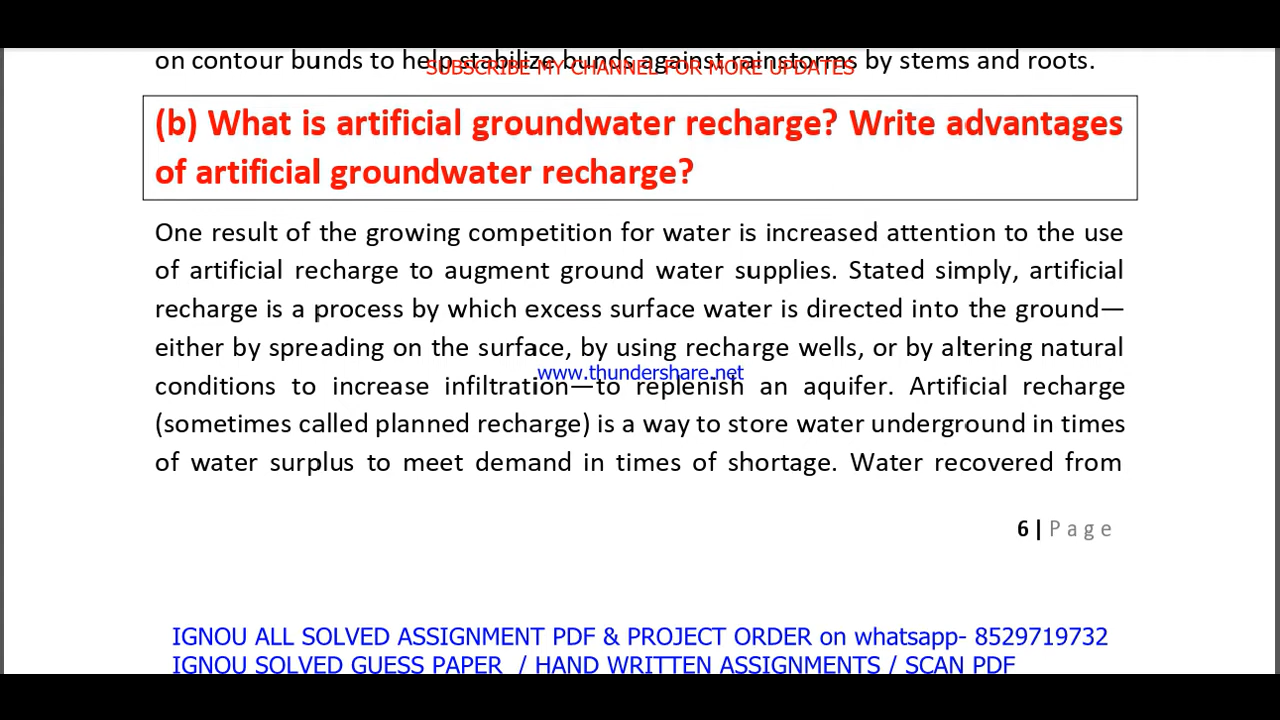 on contour bunds to help stabilize bunds against rainstorms by stems and roots.
SUBSCRIBE MY CHANNEL FOR MORE UPDATES
(b) What is artificial groundwater recharge? Write advantages
of artificial groundwater recharge?
One result of the growing competition for water is increased attention to the use
of artificial recharge to augment ground water supplies. Stated simply, artificial
recharge is a process by which excess surface water is directed into the ground—
either by spreading on the surface, by using recharge wells, or by altering natural
www.thundershare.net
conditions to increase infiltration—to replenish an aquifer. Artificial recharge
(sometimes called planned recharge) is a way to store water underground in times
of water surplus to meet demand in times of shortage. Water recovered from
6 | Page
IGNOU ALL SOLVED ASSIGNMENT PDF & PROJECT ORDER on whatsapp- 8529719732
IGNOU SOLVED GUESS PAPER / HAND WRITTEN ASSIGNMENTS / SCAN PDF